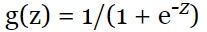 g(z) = 1/(1 + e⁻ᶻ)